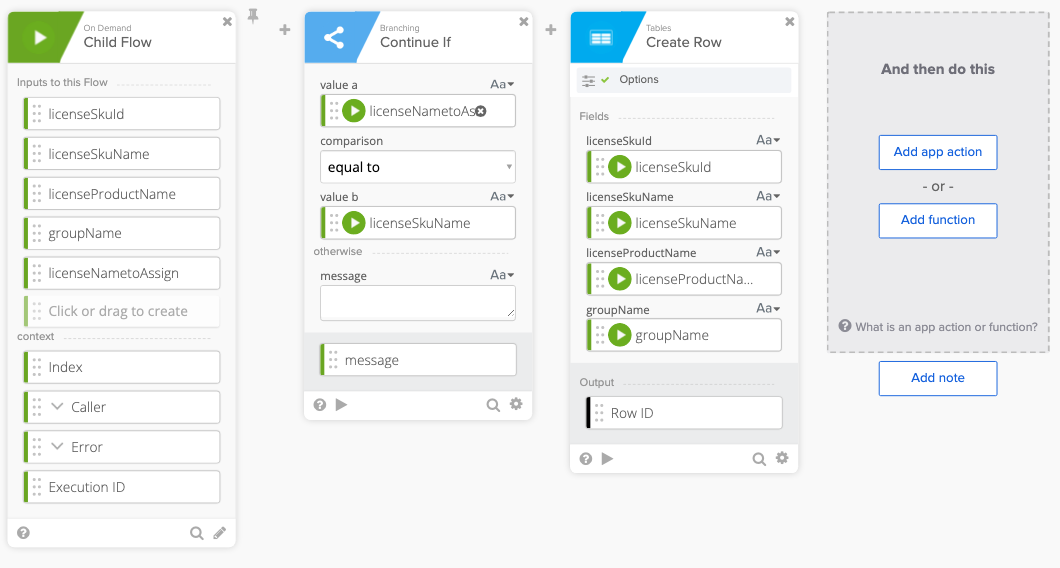 On Demand
Child Flow
Inputs to this Flow
licenseSkuId
licenseSkuName
licenseProductName
groupName
licenseNametoAssign
Click or drag to create
context
Index
Caller
Error
Execution ID
Branching
Continue If
value a
Aa
licenseNametoAs
comparison
equal to
value b
Aa
licenseSkuName
otherwise
message
Aa
message
Tables
Create Row
Options
Fields
licenseSkuId
Aa
licenseSkuId
licenseSkuName
Aa
licenseSkuName
licenseProductName
Aa
licenseProductNa...
groupName
Aa
groupName
Output
Row ID
And then do this
Add app action
- or -
Add function
What is an app action or function?
Add note